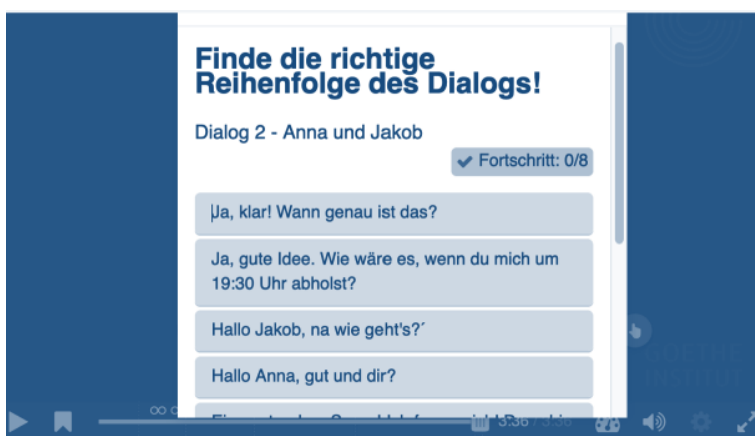 Finde die richtige
Reihenfolge des Dialogs!
Dialog 2 - Anna und Jakob
Fortschritt: 0/8
Ja, klar! Wann genau ist das?
Ja, gute Idee. Wie wäre es, wenn du mich um
19:30 Uhr abholst?
Hallo Jakob, na wie geht's?´
Hallo Anna, gut und dir?
3:36 / 3:36
GOETHE
INSTITUT